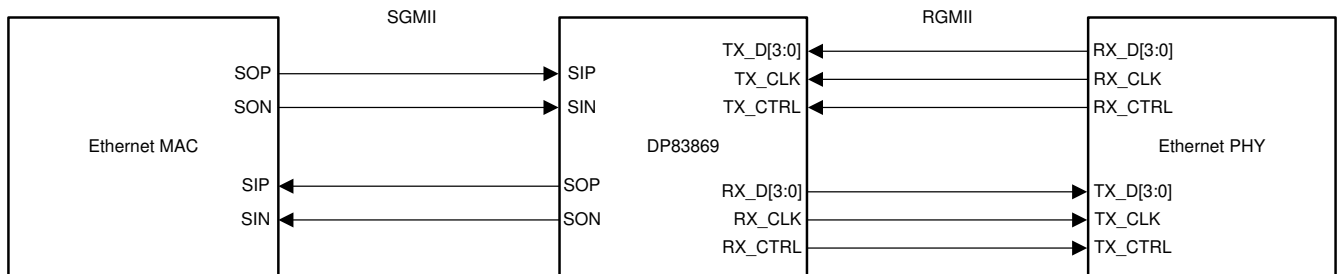 SGMII
RGMII
SOP
SON
Ethernet MAC
SIP
SIN
SIP
SIN
DP83869
SOP
SON
TX_D[3:0]
TX_CLK
TX_CTRL
RX_D[3:0]
RX_CLK
RX_CTRL
RX_D[3:0]
RX_CLK
RX_CTRL
Ethernet PHY
TX_D[3:0]
TX_CLK
TX_CTRL